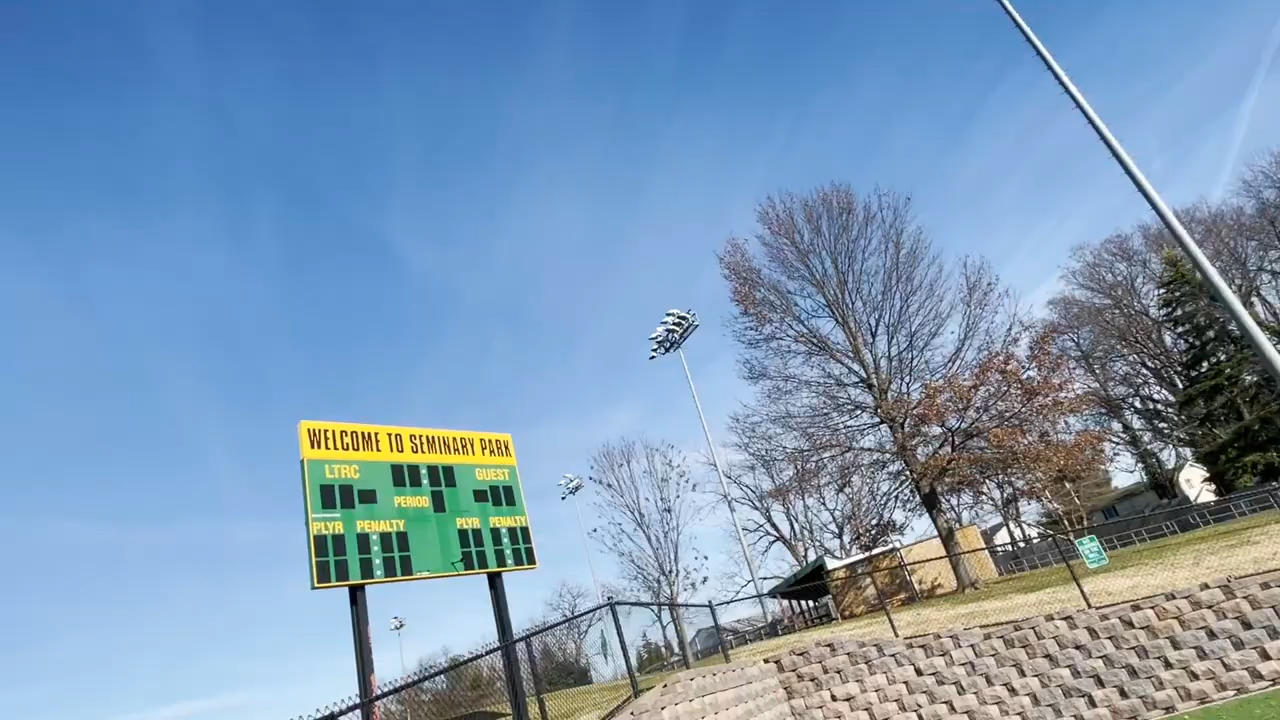 WELCOME TO SEMINARY PARK
LTRC GUEST
PERIOD
PLYR PENALTY PLYR PENALTY